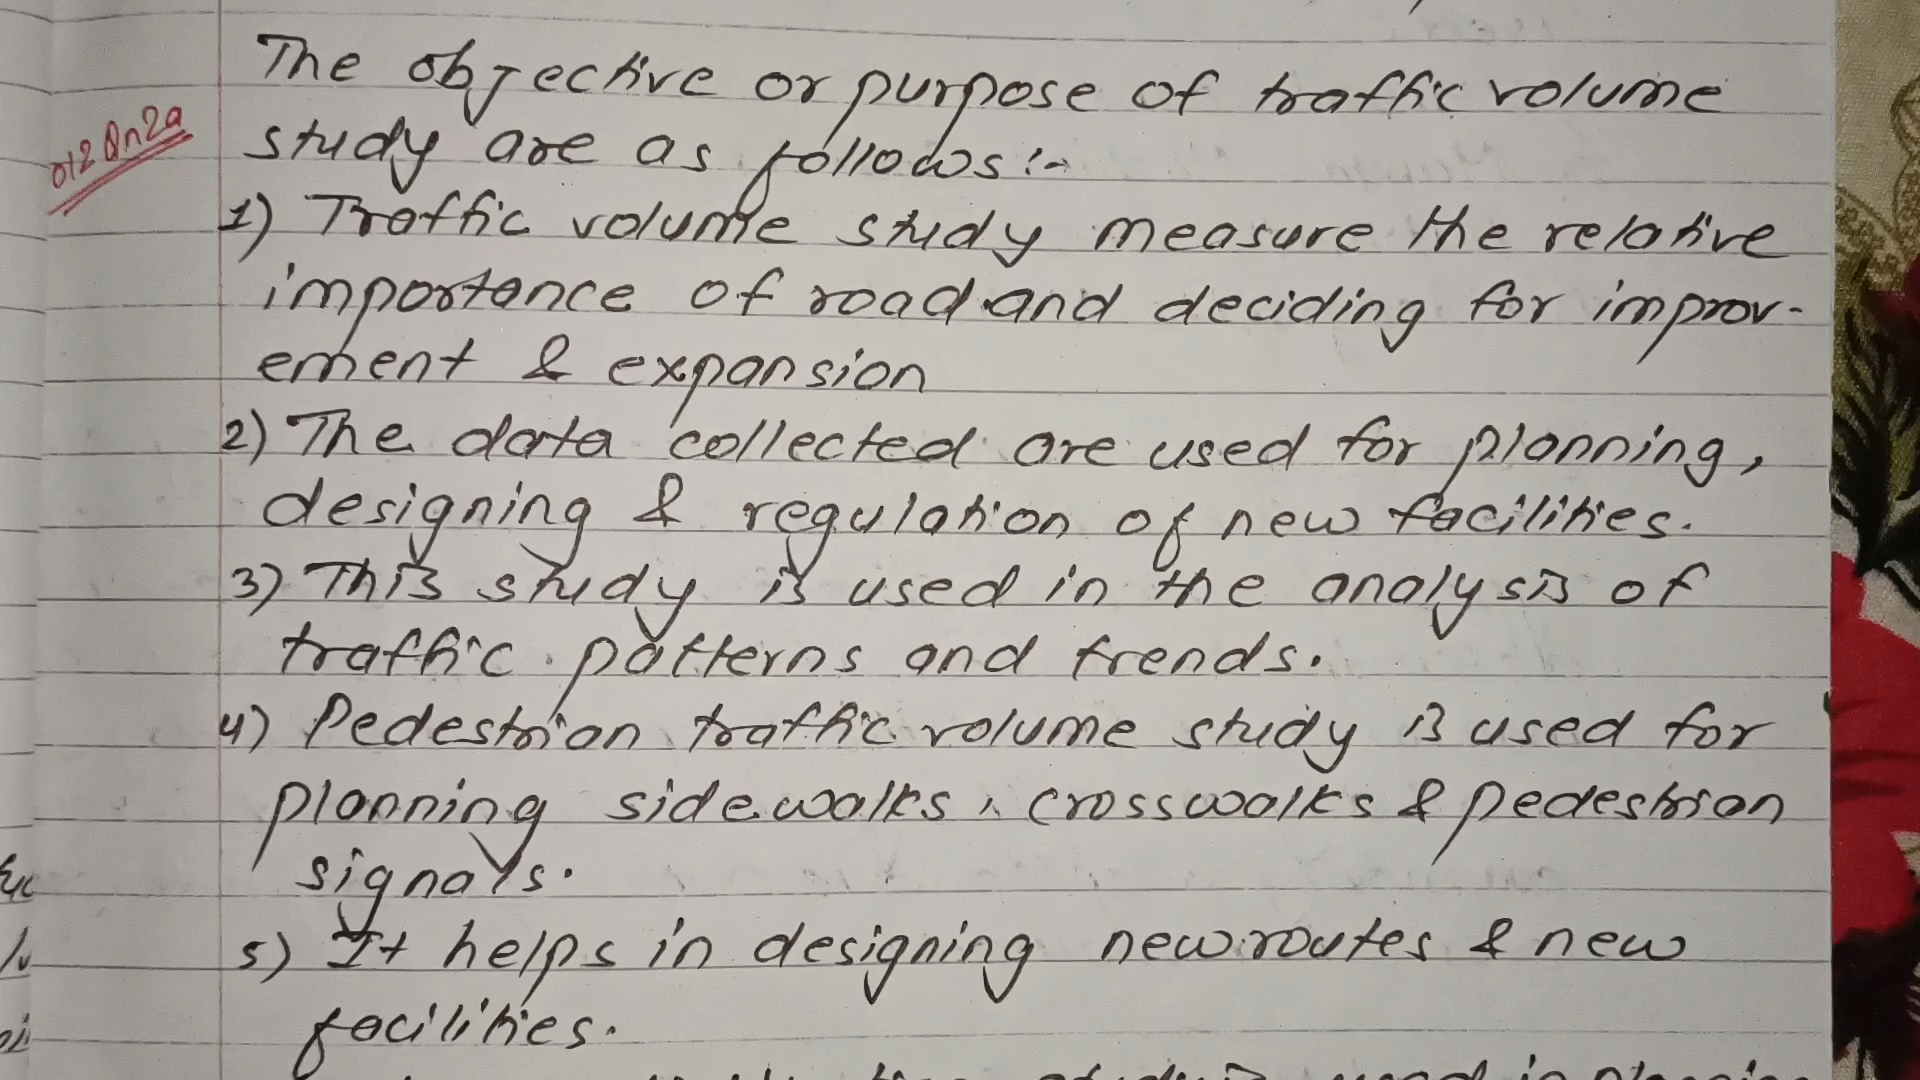 The objective or purpose of traffic volume
012 Qn2a
study are as follows :-
1) Traffic volume study measure the relative
importance of road and deciding for improv-
ement & expansion
2) The data collected are used for planning,
designing & regulation of new facilities.
3) This study is used in the analysis of
traffic patterns and trends.
4) Pedestrian traffic volume study is used for
planning sidewalks, crosswalks & pedestrian
signals.
5) It helps in designing new routes & new
facilities.